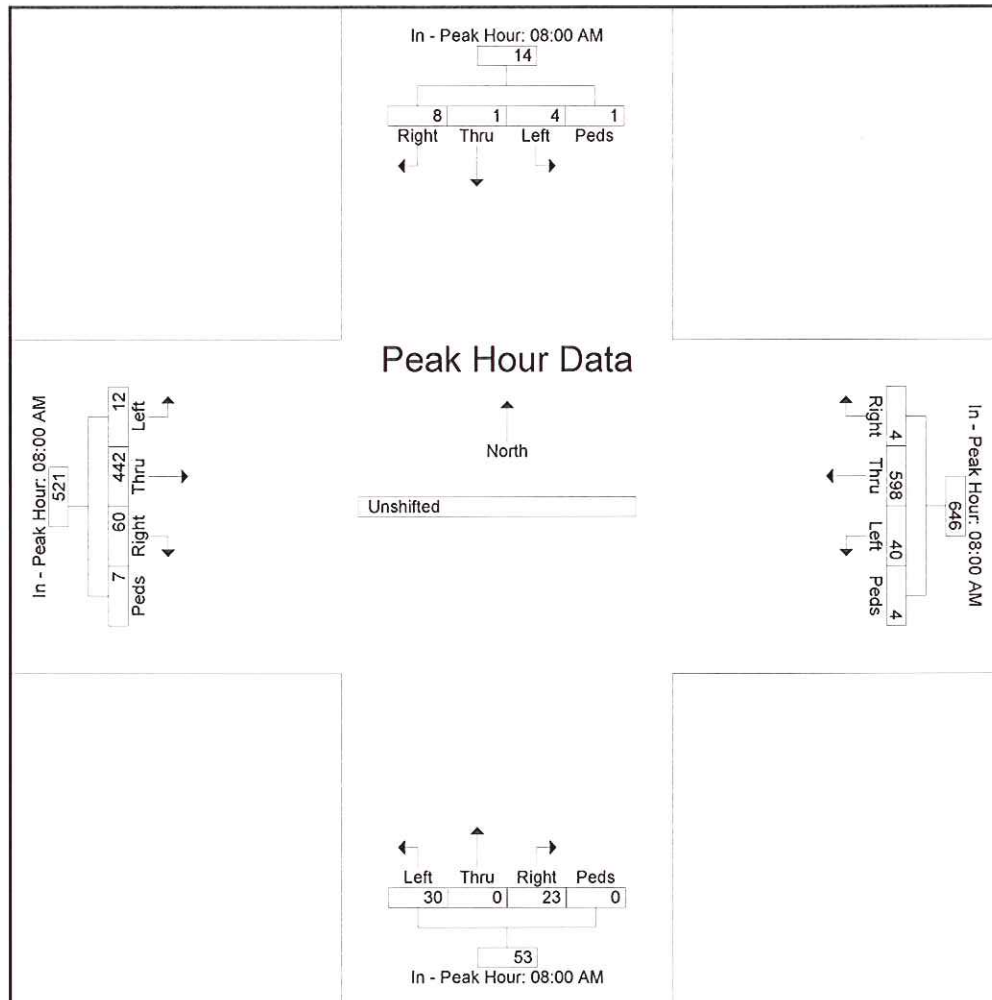 In - Peak Hour: 08:00 AM
14
8 1 4 1
Right Thru Left Peds
Peak Hour Data
North
Unshifted
In - Peak Hour: 08:00 AM
521
12 442 60 7
Left Thru Right Peds
In - Peak Hour: 08:00 AM
646
4 598 40 4
Right Thru Left Peds
Left Thru Right Peds
30 0 23 0
53
In - Peak Hour: 08:00 AM